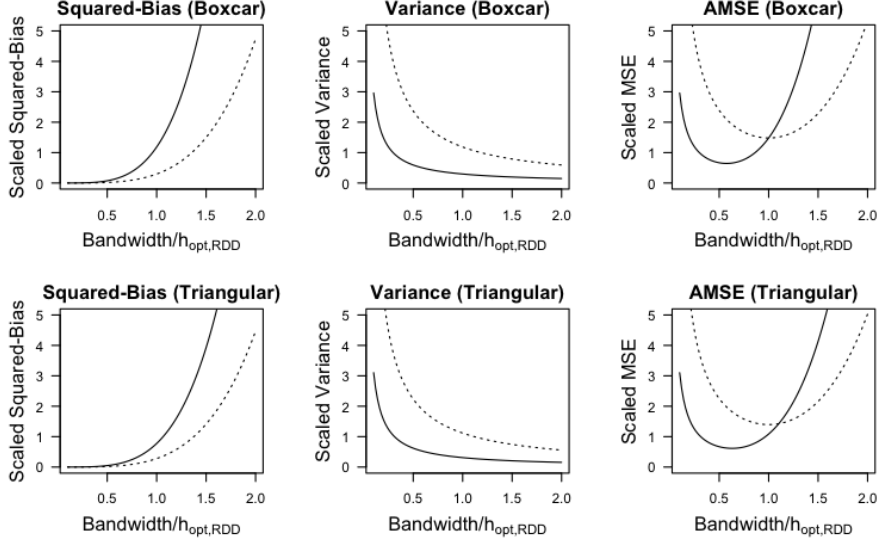 Squared-Bias (Boxcar)
Scaled Squared-Bias
5
4
3
2
1
0
0.5 1.0 1.5 2.0
Bandwidth/hopt,RDD
Variance (Boxcar)
Scaled Variance
5
4
3
2
1
0
0.5 1.0 1.5 2.0
Bandwidth/hopt,RDD
AMSE (Boxcar)
Scaled MSE
5
4
3
2
1
0
0.5 1.0 1.5 2.0
Bandwidth/hopt,RDD
Squared-Bias (Triangular)
Scaled Squared-Bias
5
4
3
2
1
0
0.5 1.0 1.5 2.0
Bandwidth/hopt,RDD
Variance (Triangular)
Scaled Variance
5
4
3
2
1
0
0.5 1.0 1.5 2.0
Bandwidth/hopt,RDD
AMSE (Triangular)
Scaled MSE
5
4
3
2
1
0
0.5 1.0 1.5 2.0
Bandwidth/hopt,RDD